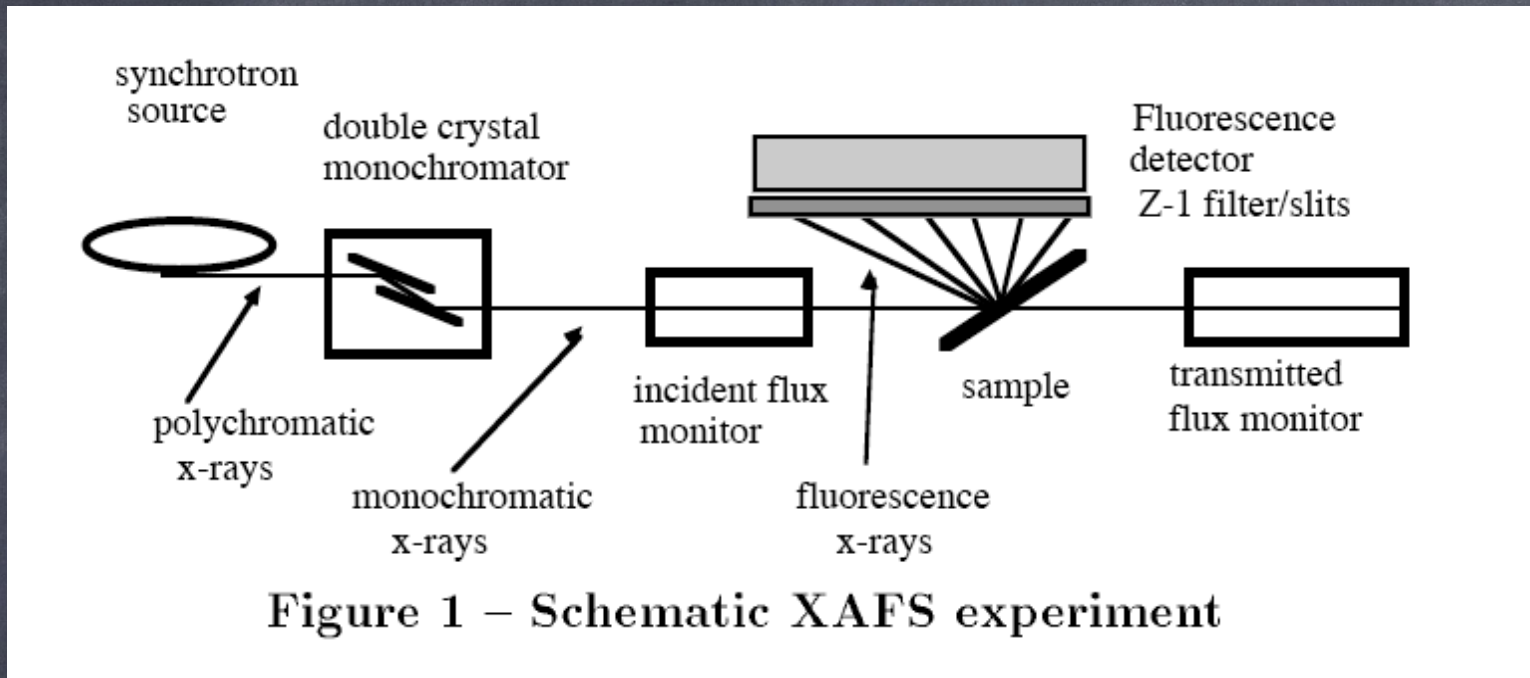 synchrotron
source
double crystal
monochromator
Fluorescence
detector
Z-1 filter/slits
polychromatic
x-rays
monochromatic
x-rays
incident flux
monitor
fluorescence
x-rays
sample
transmitted
flux monitor
Figure 1 – Schematic XAFS experiment